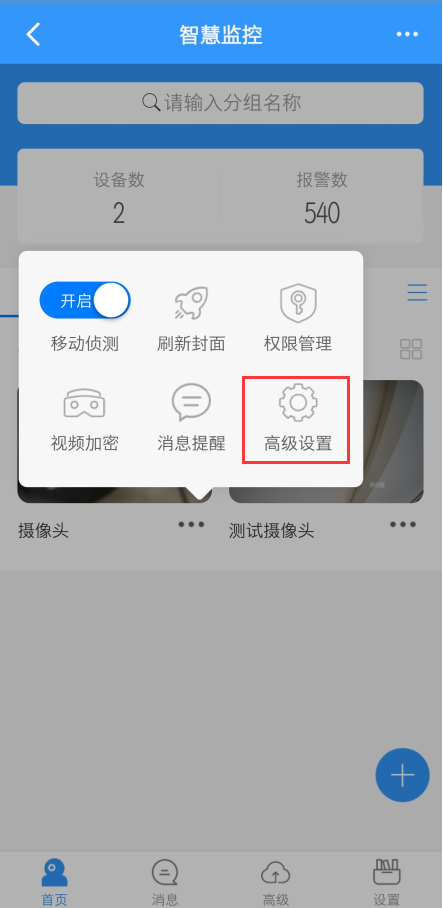 智慧监控
请输入分组名称
设备数
报警数
2
540
开启
移动侦测
刷新封面
权限管理
视频加密
消息提醒
高级设置
摄像头
测试摄像头
首页
消息
高级
设置